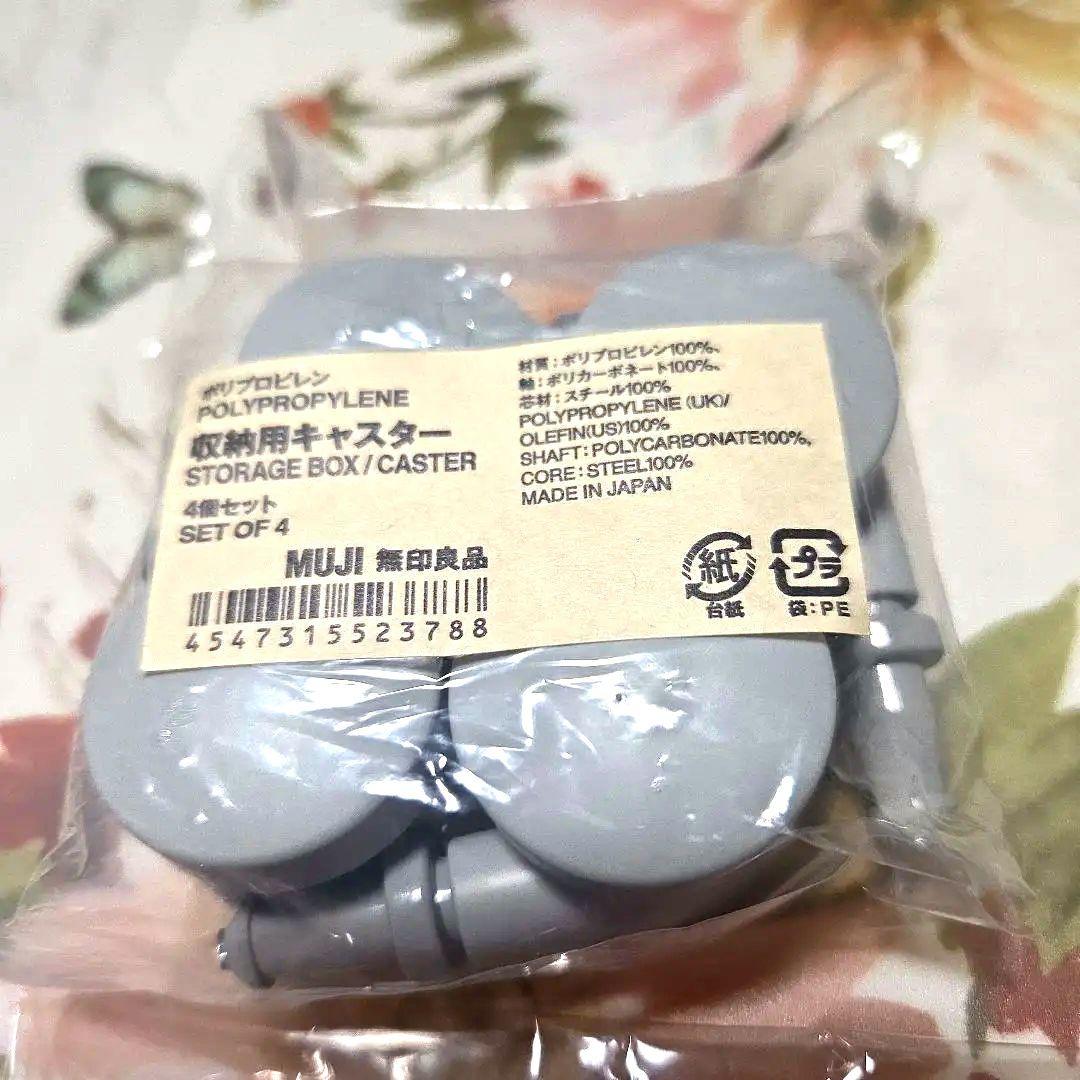 ポリプロピレン
POLYPROPYLENE
収納用キャスター
STORAGE BOX/CASTER
4個セット
SET OF 4
MUJI 無印良品
4547315523788
材質:ポリプロピレン100%、
軸:ポリカーボネート100%、
芯材:スチール100%
POLYPROPYLENE (UK)/
OLEFIN(US)100%
SHAFT:POLYCARBONATE100%,
CORE:STEEL100%
MADE IN JAPAN
紙
台紙
プラ
袋:PE